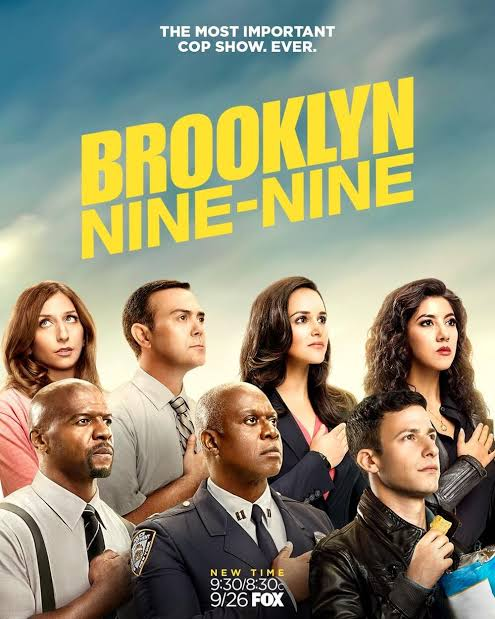 THE MOST IMPORTANT
COP SHOW. EVER.
BROOKLYN
NINE-NINE
NEW TIME
9:30/8:30c
9/26 FOX